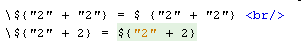 \${"2" + "2"} = $ {"2" + "2"} <br/>
\${"2" + 2} = ${"2" + 2}